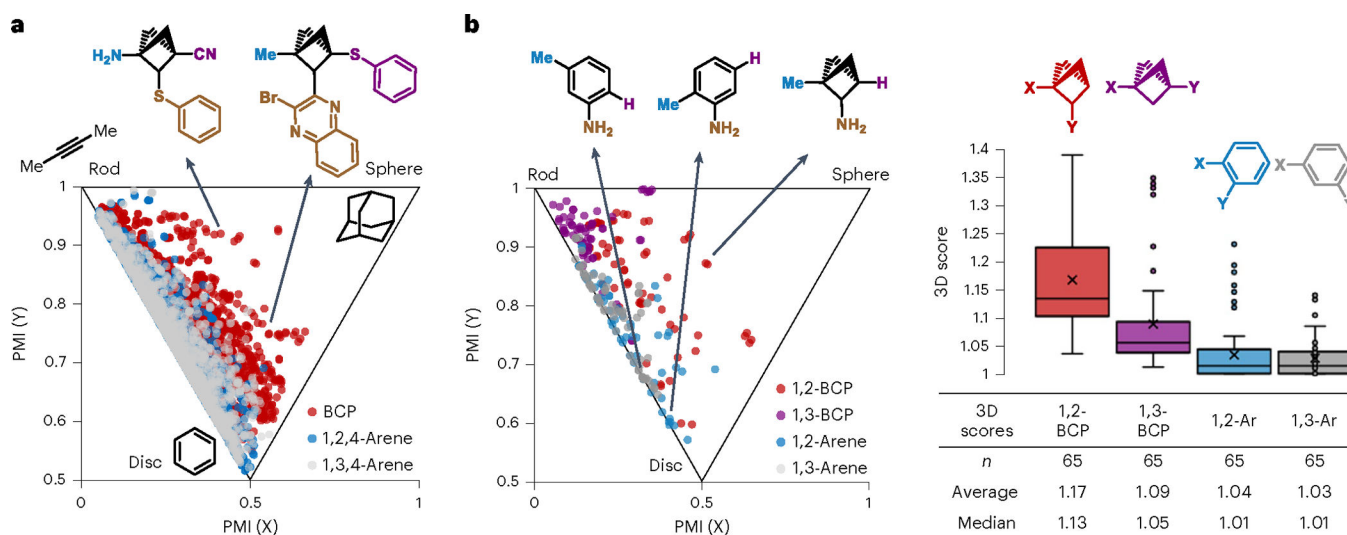 a
H₂N
CN
S
Me
S
Br
N
N
Me
Me
Rod
Sphere
1
0.9
0.8
0.7
0.6
0.5
PMI (Y)
BCP
1,2,4-Arene
1,3,4-Arene
Disc
0
0.5
1
PMI (X)
b
Me
H
NH₂
H
Me
NH₂
Me
H
NH₂
Rod
Sphere
1
0.9
0.8
0.7
0.6
0.5
PMI (Y)
1,2-BCP
1,3-BCP
1,2-Arene
1,3-Arene
Disc
0
0.5
1
PMI (X)
X
Y
X
Y
X
Y
X
1.4
1.35
1.3
1.25
1.2
1.15
1.1
1.05
1
3D score
3D scores 1,2-BCP 1,3-BCP 1,2-Ar 1,3-Ar
n 65 65 65 65
Average 1.17 1.09 1.04 1.03
Median 1.13 1.05 1.01 1.01